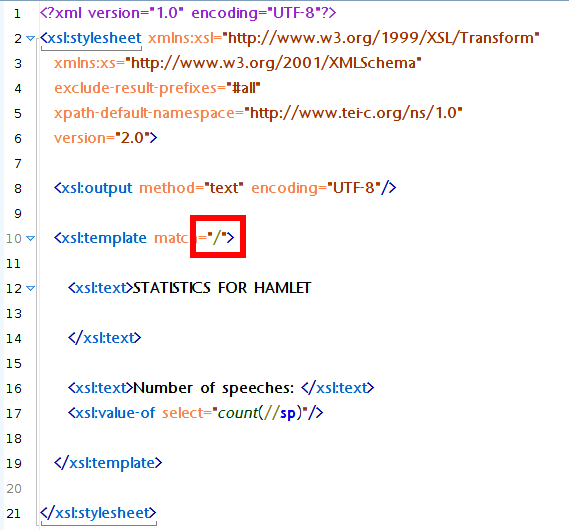 1 <?xml version="1.0" encoding="UTF-8"?>
2 <xsl:stylesheet xmlns:xsl="http://www.w3.org/1999/XSL/Transform"
3 xmlns:xs="http://www.w3.org/2001/XMLSchema"
4 exclude-result-prefixes="#all"
5 xpath-default-namespace="http://www.tei-c.org/ns/1.0"
6 version="2.0">
7
8 <xsl:output method="text" encoding="UTF-8"/>
9
10 <xsl:template match="/">
11
12 <xsl:text>STATISTICS FOR HAMLET
13
14 </xsl:text>
15
16 <xsl:text>Number of speeches: </xsl:text>
17 <xsl:value-of select="count(//sp)"/>
18
19 </xsl:template>
20
21 </xsl:stylesheet>